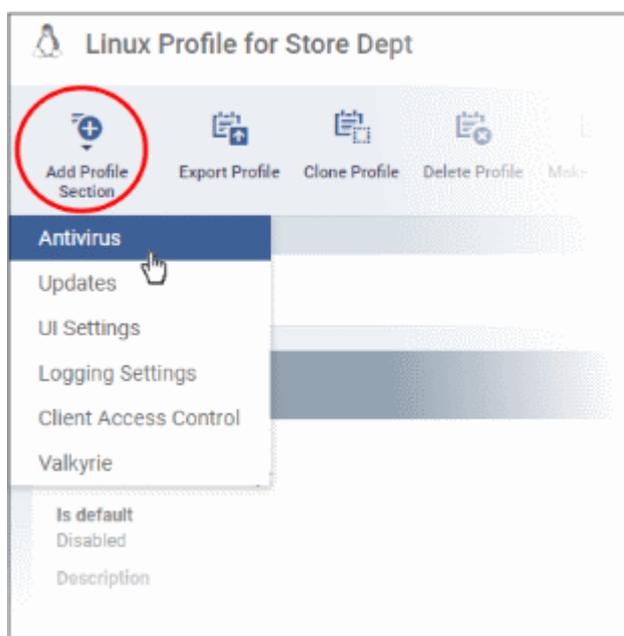 Linux Profile for Store Dept
Add Profile Section
Export Profile
Clone Profile
Delete Profile
Antivirus
Updates
UI Settings
Logging Settings
Client Access Control
Valkyrie
Is default
Disabled
Description